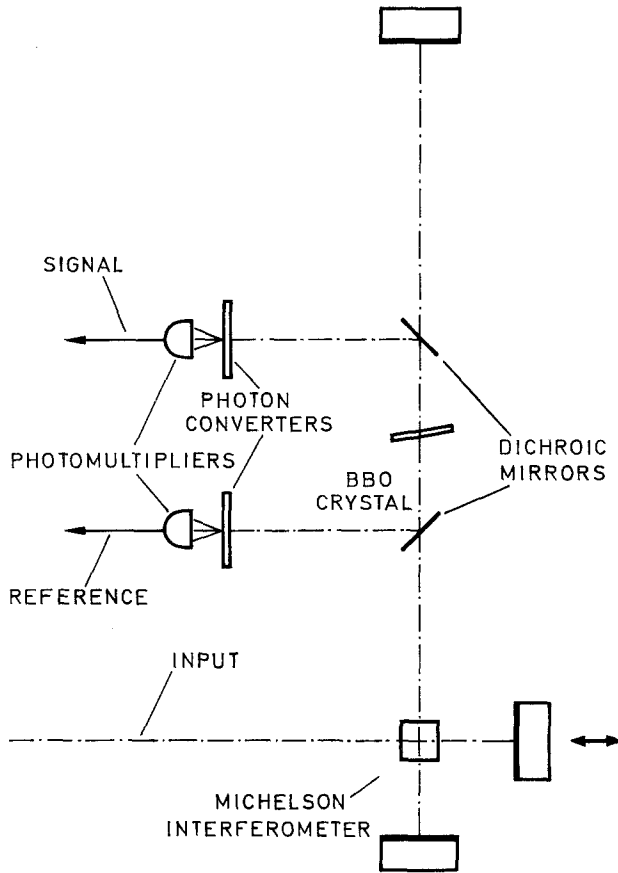 SIGNAL
PHOTON
CONVERTERS
PHOTOMULTIPLIERS
BBO
CRYSTAL
DICHROIC
MIRRORS
REFERENCE
INPUT
MICHELSON
INTERFEROMETER